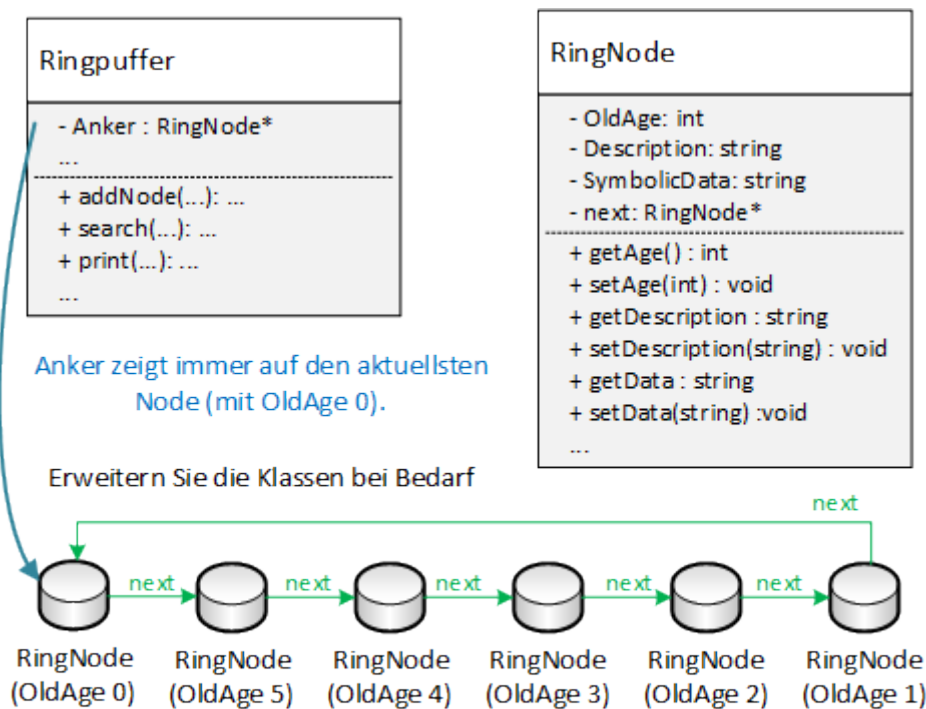 Ringpuffer
- Anker : RingNode*
...
+ addNode(...): ...
+ search(...): ...
+ print(...): ...
...
RingNode
- OldAge: int
- Description: string
- SymbolicData: string
- next: RingNode*
+ getAge() : int
+ setAge(int) : void
+ getDescription : string
+ setDescription(string) : void
+ getData : string
+ setData(string) :void
...
Anker zeigt immer auf den aktuellsten
Node (mit OldAge 0).
Erweitern Sie die Klassen bei Bedarf
next
next
next
next
next
next
RingNode
(OldAge 0)
RingNode
(OldAge 5)
RingNode
(OldAge 4)
RingNode
(OldAge 3)
RingNode
(OldAge 2)
RingNode
(OldAge 1)